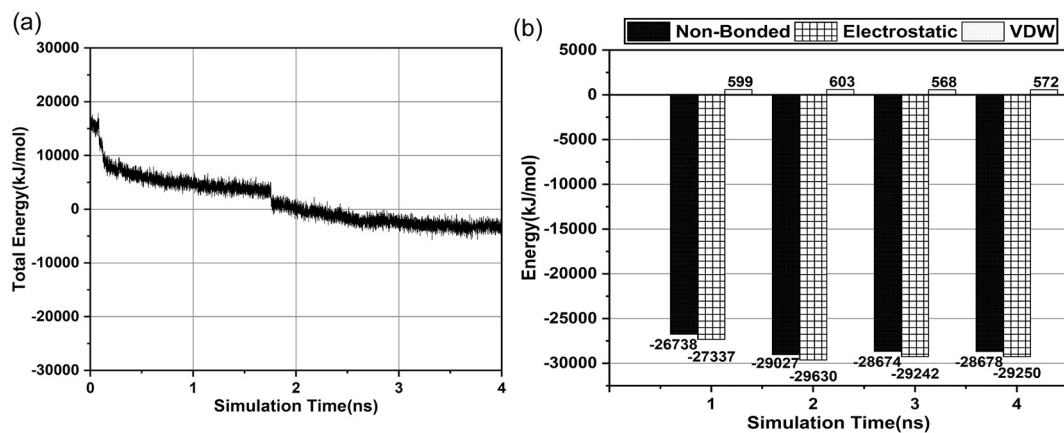 (a)
30000
20000
10000
0
-10000
-20000
-30000
Total Energy(kJ/mol)
0 1 2 3 4
Simulation Time(ns)
(b)
Non-Bonded Electrostatic VDW
5000
0
-5000
-10000
-15000
-20000
-25000
-30000
Energy(kJ/mol)
599 603 568 572
-26738 -29027 -28674 -28678
-27337 -29630 -29242 -29250
1 2 3 4
Simulation Time(ns)